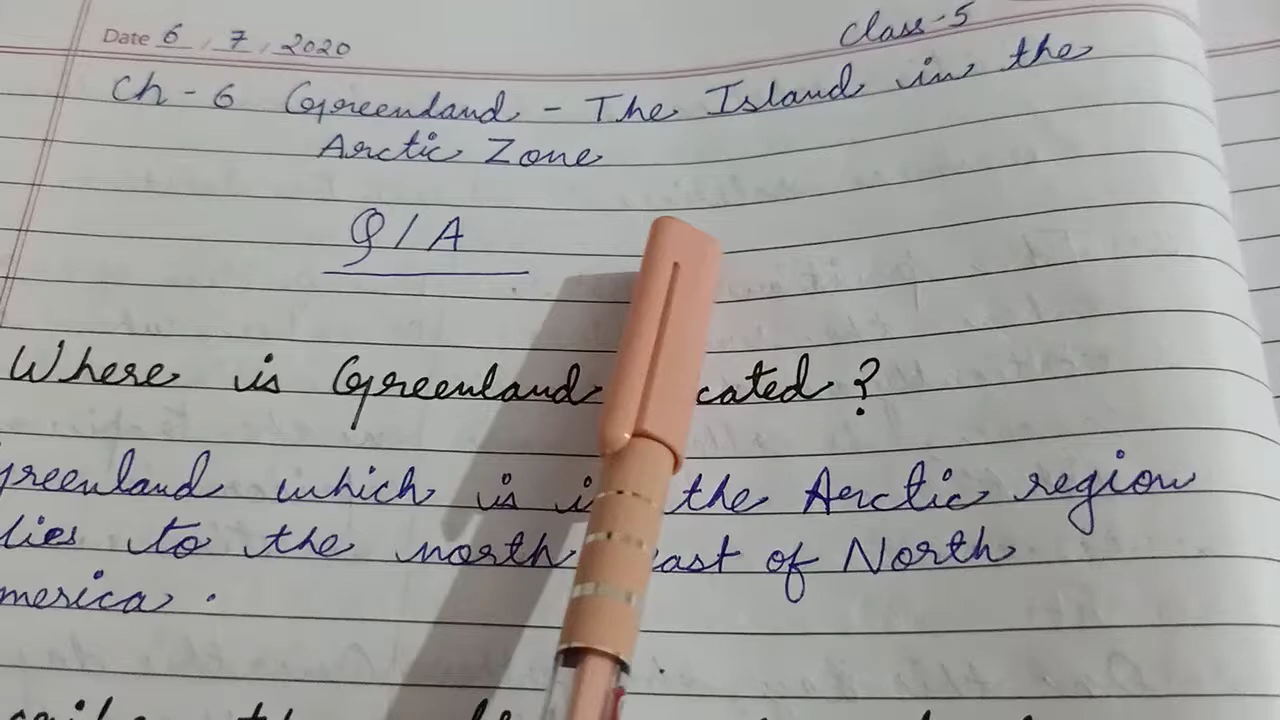 Date 6, 7, 2020
Class-5
Ch - 6 Greenland - The Island in the
Arctic Zone
Q/A
Where is Greenland cated?
reenland which is i the Arctic region
lies to the north ast of North
merica.